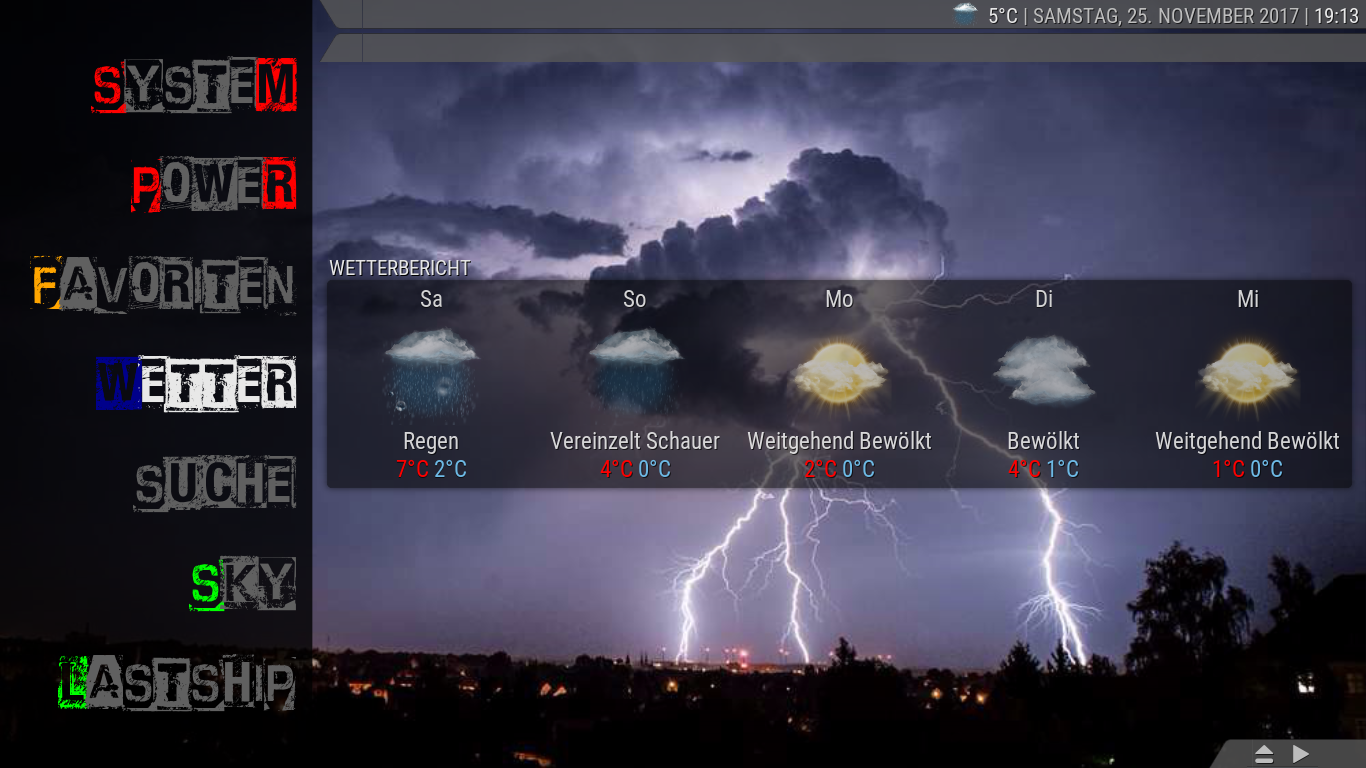 5°C | SAMSTAG, 25. NOVEMBER 2017 | 19:13
SYSTEM
POWER
FAVORITEN
WETTER
SUCHE
SKY
LASTSHIP
WETTERBERICHT
Sa So Mo Di Mi
Regen Vereinzelt Schauer Weitgehend Bewölkt Bewölkt Weitgehend Bewölkt
7°C 2°C 4°C 0°C 2°C 0°C 4°C 1°C 1°C 0°C